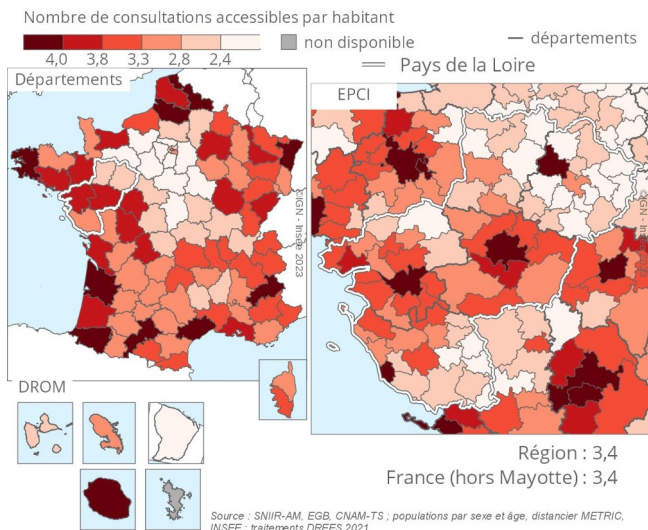 Nombre de consultations accessibles par habitant
4,0 3,8 3,3 2,8 2,4
non disponible
départements
Pays de la Loire
Départements
EPCI
©IGN - Insee 2023
©IGN - Insee 2023
DROM
Région : 3,4
France (hors Mayotte) : 3,4
Source : SNIIR-AM, EGB, CNAM-TS ; populations par sexe et âge, distancier METRIC,
INSEE ; traitements DREES 2021